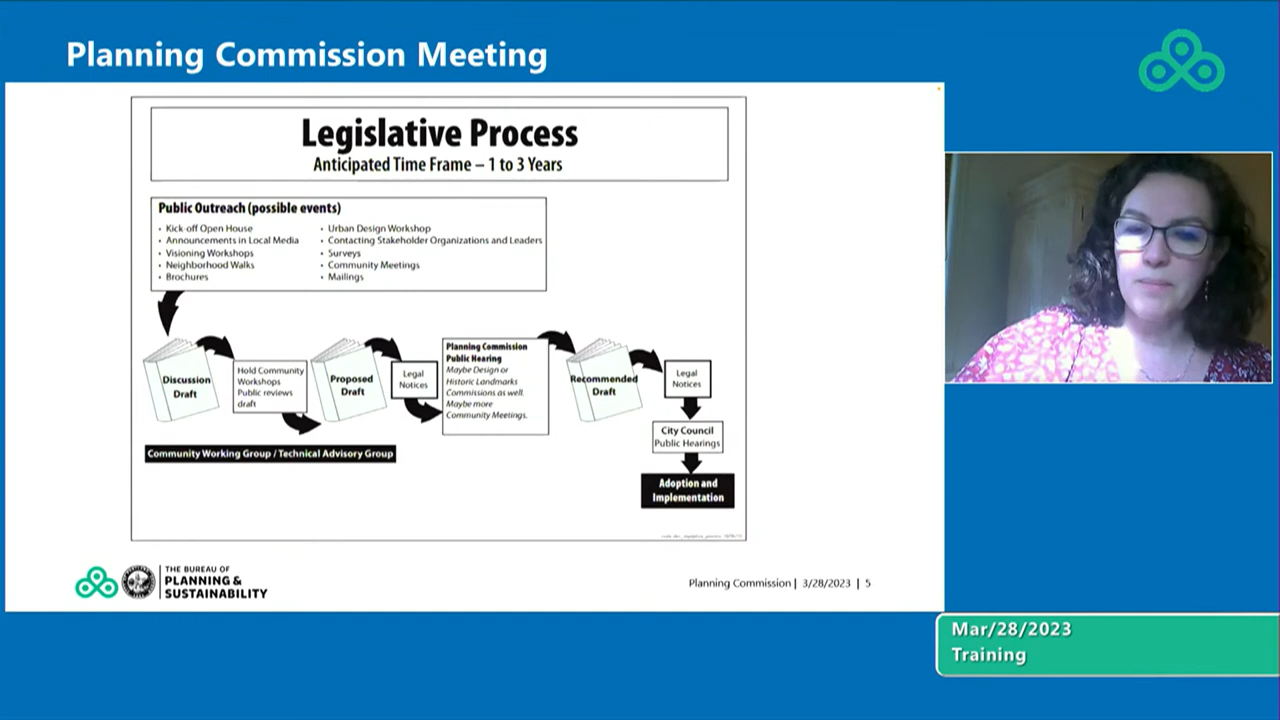 Planning Commission Meeting
Legislative Process
Anticipated Time Frame – 1 to 3 Years
Public Outreach (possible events)
• Kick-off Open House
• Announcements in Local Media
• Visioning Workshops
• Neighborhood Walks
• Brochures
• Urban Design Workshop
• Contacting Stakeholder Organizations and Leaders
• Surveys
• Community Meetings
• Mailings
Discussion
Draft
Hold Community
Workshops
Public reviews
draft
Proposed
Draft
Legal
Notices
Planning Commission
Public Hearing
Maybe Design or
Historic Landmarks
Commissions as well.
Maybe more
Community Meetings.
Recommended
Draft
Legal
Notices
City Council
Public Hearings
Adoption and
Implementation
Community Working Group / Technical Advisory Group
THE BUREAU OF
PLANNING &
SUSTAINABILITY
Planning Commission | 3/28/2023 | 5
Mar/28/2023
Training